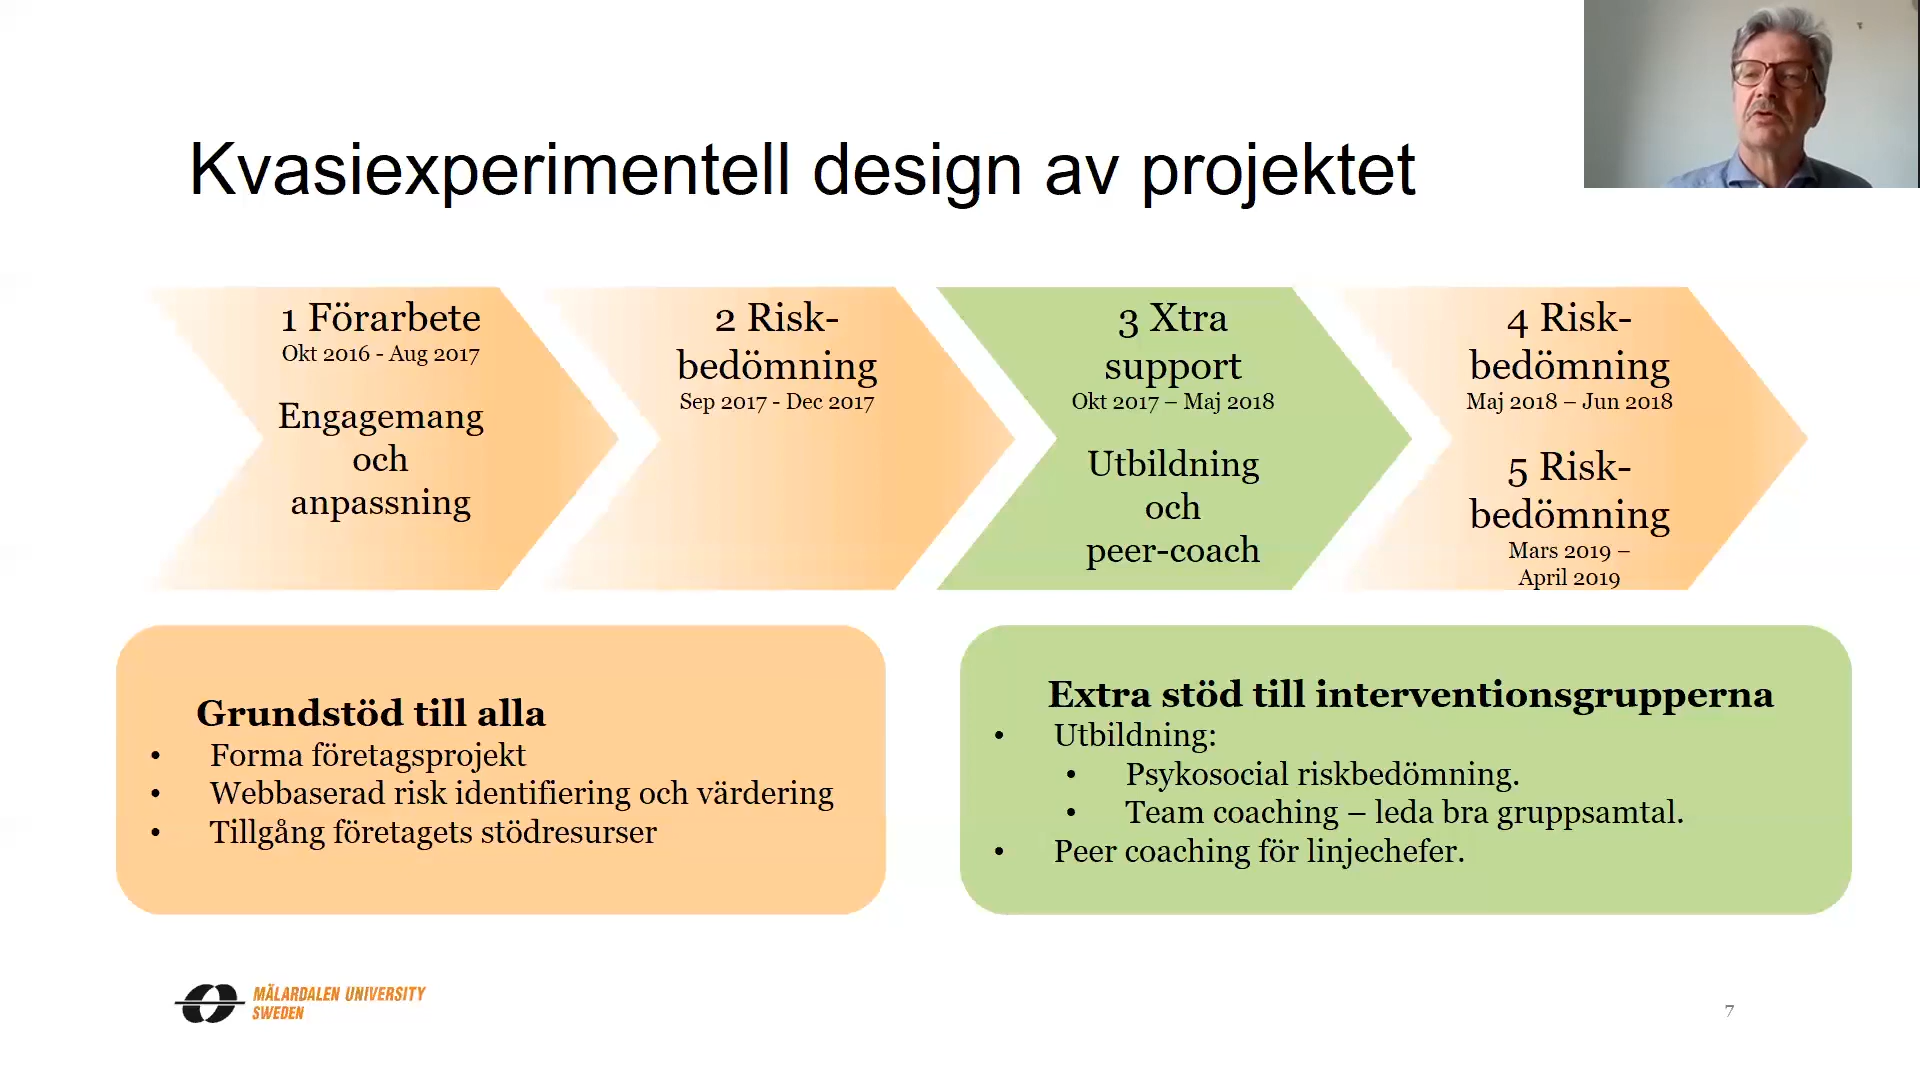 Kvasiexperimentell design av projektet
1 Förarbete
Okt 2016 - Aug 2017
Engagemang
och
anpassning
2 Risk-
bedömning
Sep 2017 - Dec 2017
3 Xtra
support
Okt 2017 – Maj 2018
Utbildning
och
peer-coach
4 Risk-
bedömning
Maj 2018 – Jun 2018
5 Risk-
bedömning
Mars 2019 –
April 2019
Grundstöd till alla
• Forma företagsprojekt
• Webbaserad risk identifiering och värdering
• Tillgång företagets stödresurser
Extra stöd till interventionsgrupperna
• Utbildning:
• Psykosocial riskbedömning.
• Team coaching – leda bra gruppsamtal.
• Peer coaching för linjechefer.
MÄLARDALEN UNIVERSITY
SWEDEN
7